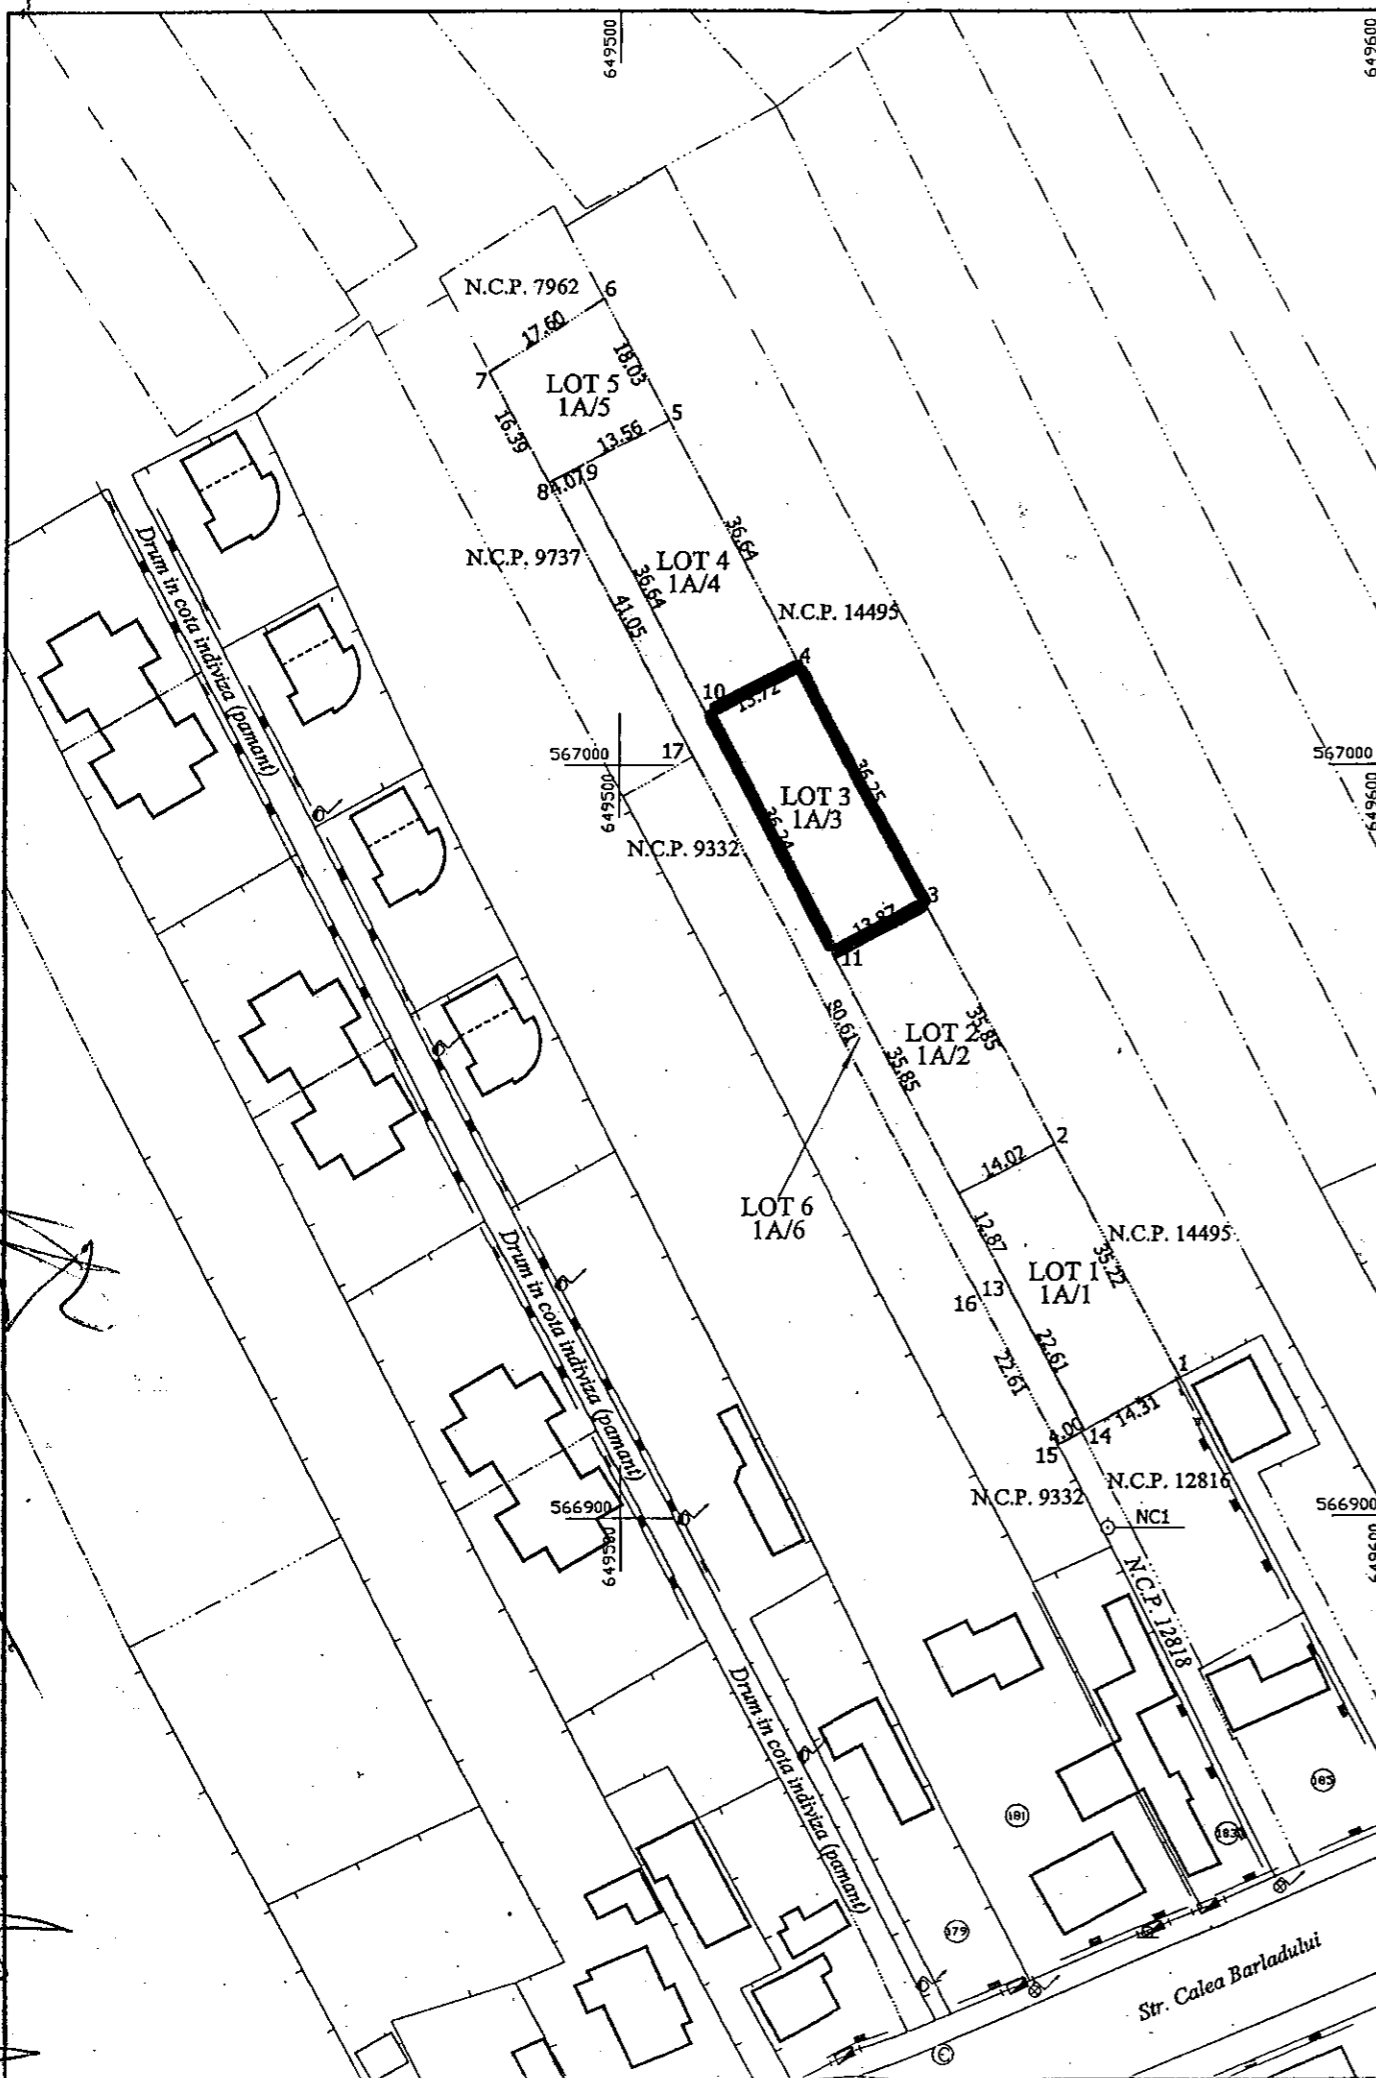 649500
649600
N.C.P. 7962
6
17.60
18.03
7
LOT 5
1A/5
5
16.39
13.56
36.64
N.C.P. 9737
LOT 4
1A/4
36.64
41.05
N.C.P. 14495
4
10
13.72
Drum in cota indiviza (pamant)
567000
17
649500
567000
649600
36.25
LOT 3
1A/3
36.24
N.C.P. 9332
3
13.87
11
80.61
35.85
LOT 2
1A/2
35.85
2
14.02
LOT 6
1A/6
12.87
N.C.P. 14495
35.22
LOT 1
1A/1
13
16
22.61
22.61
1
14.31
4.00
14
15
Drum in cota indiviza (pamant)
N.C.P. 12816
N.C.P. 9332
566900
649500
NC1
566900
649600
N.C.P. 12818
Drum in cota indiviza (pamant)
185
181
183
179
Str. Calea Barladului
C